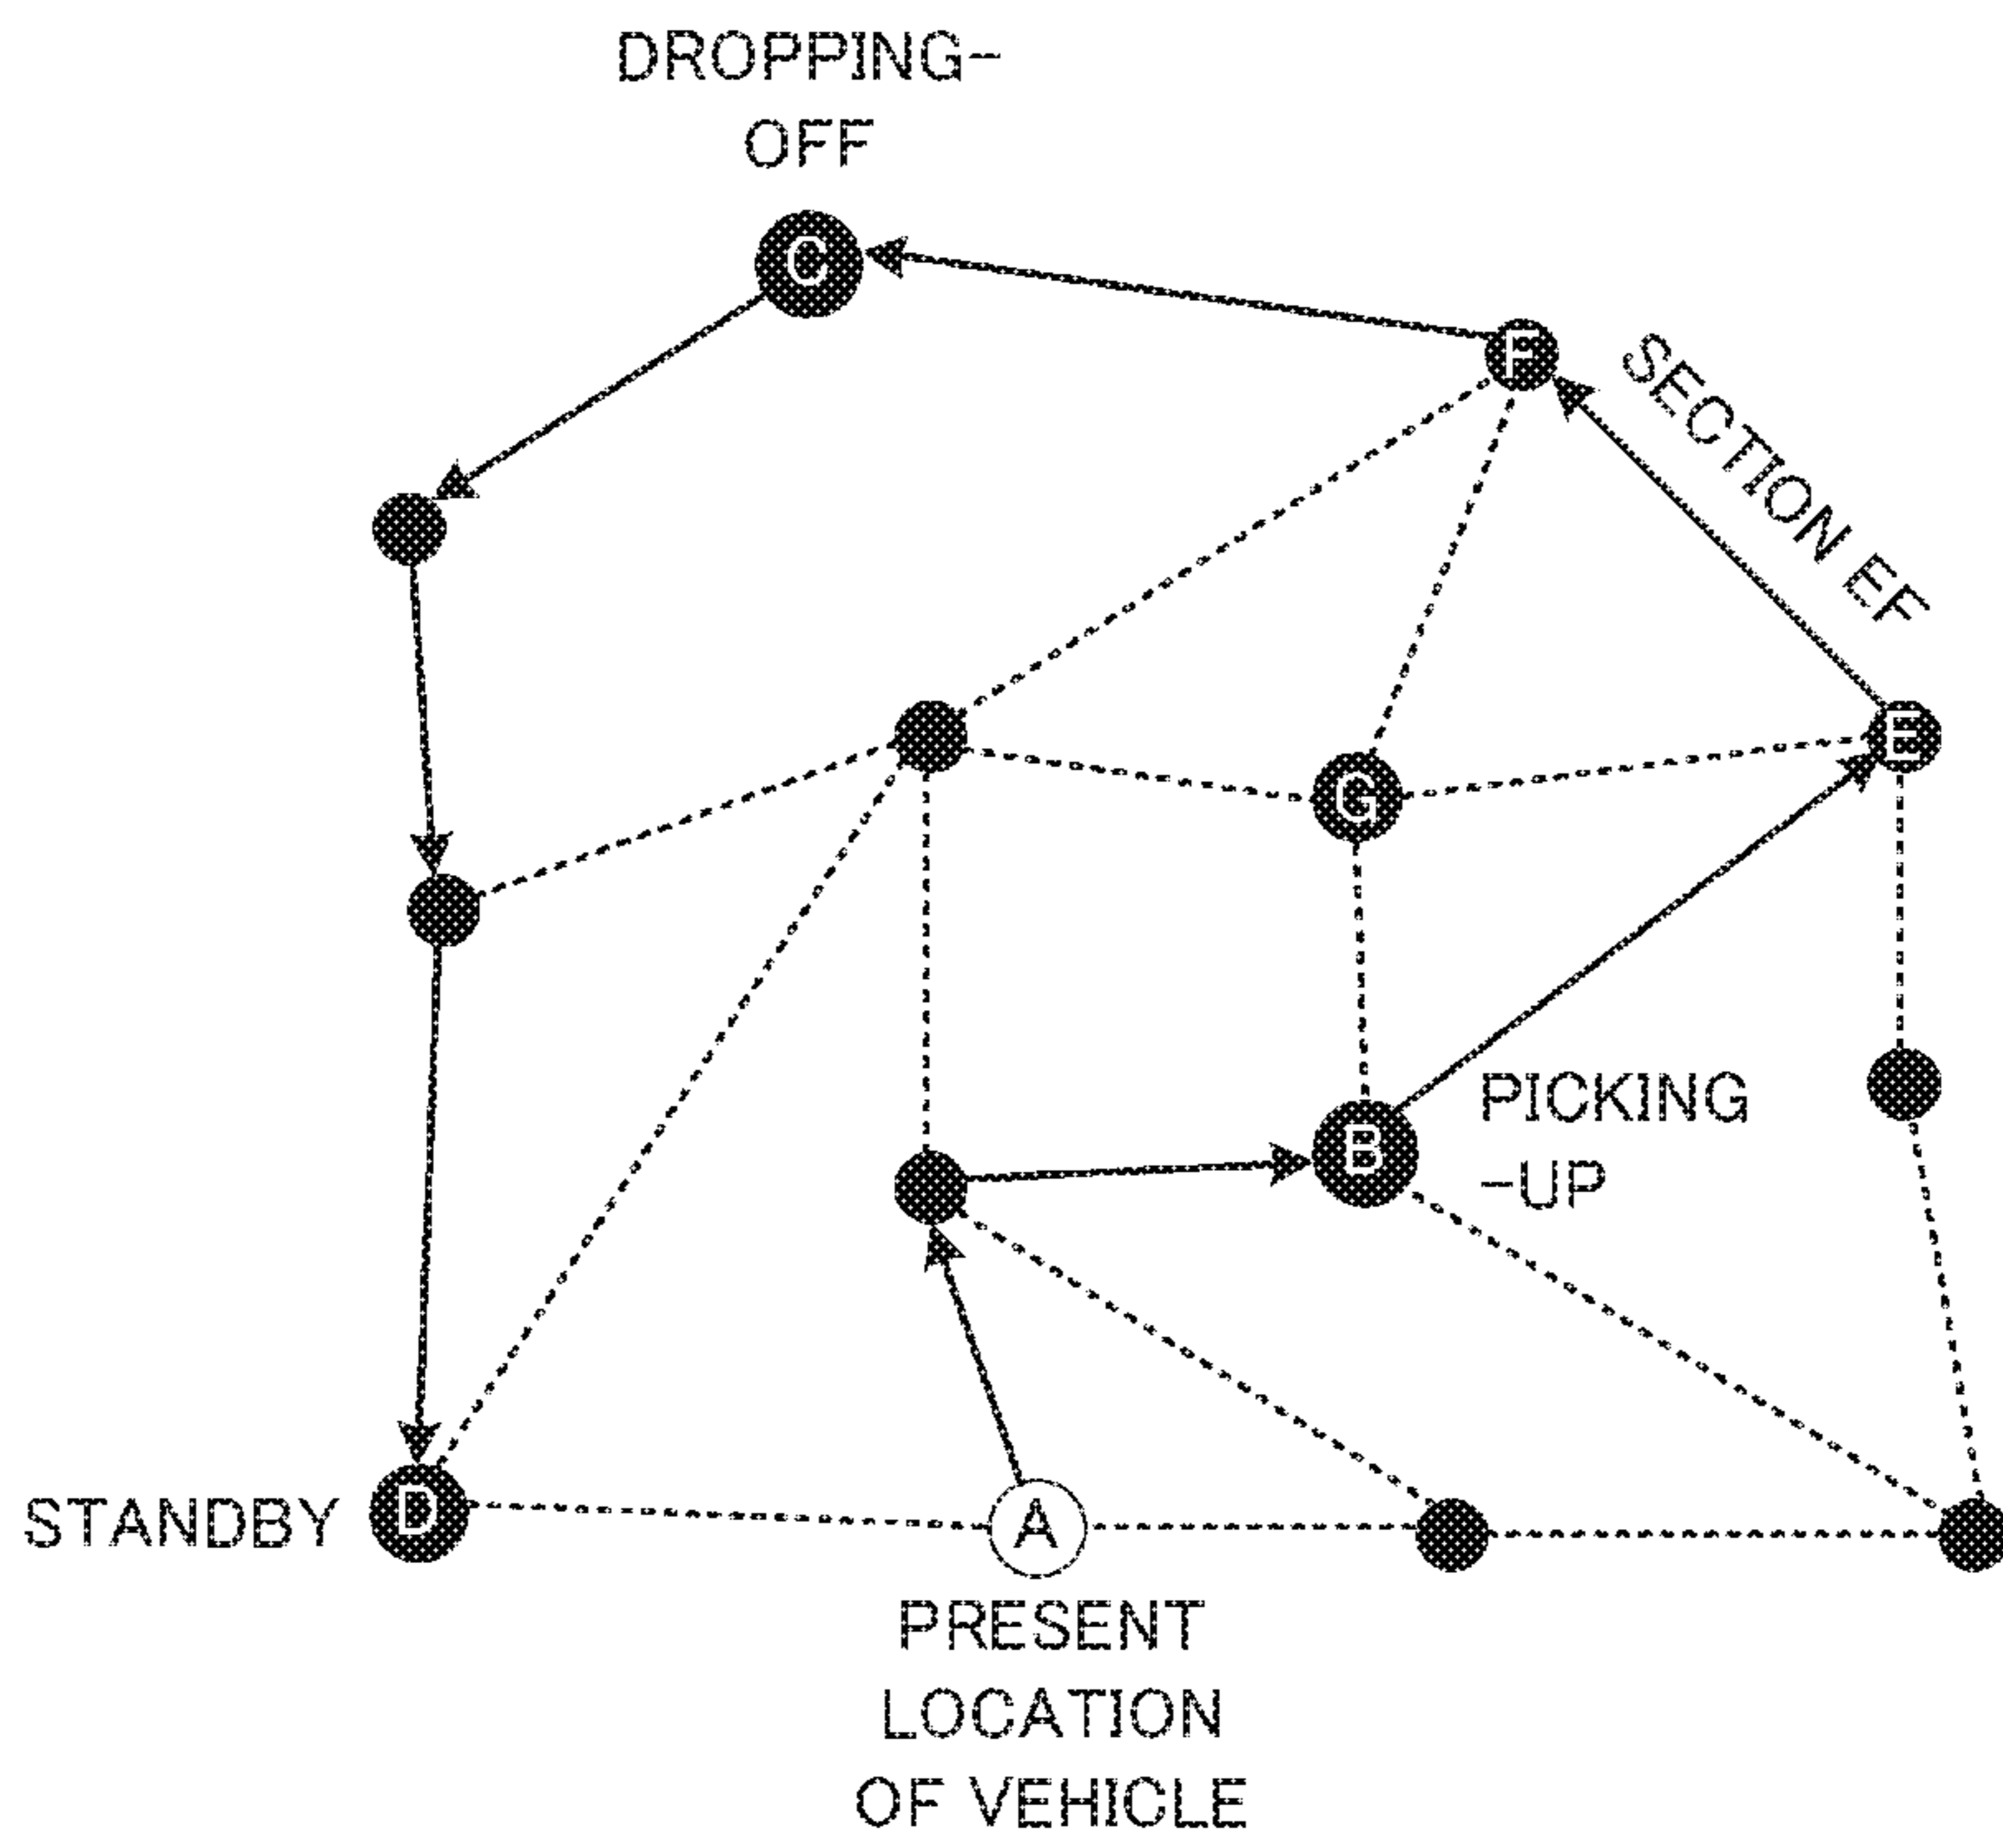 DROPPING-
OFF
C
F
SECTION EF
E
G
B
PICKING
-UP
STANDBY
D
A
PRESENT
LOCATION
OF VEHICLE